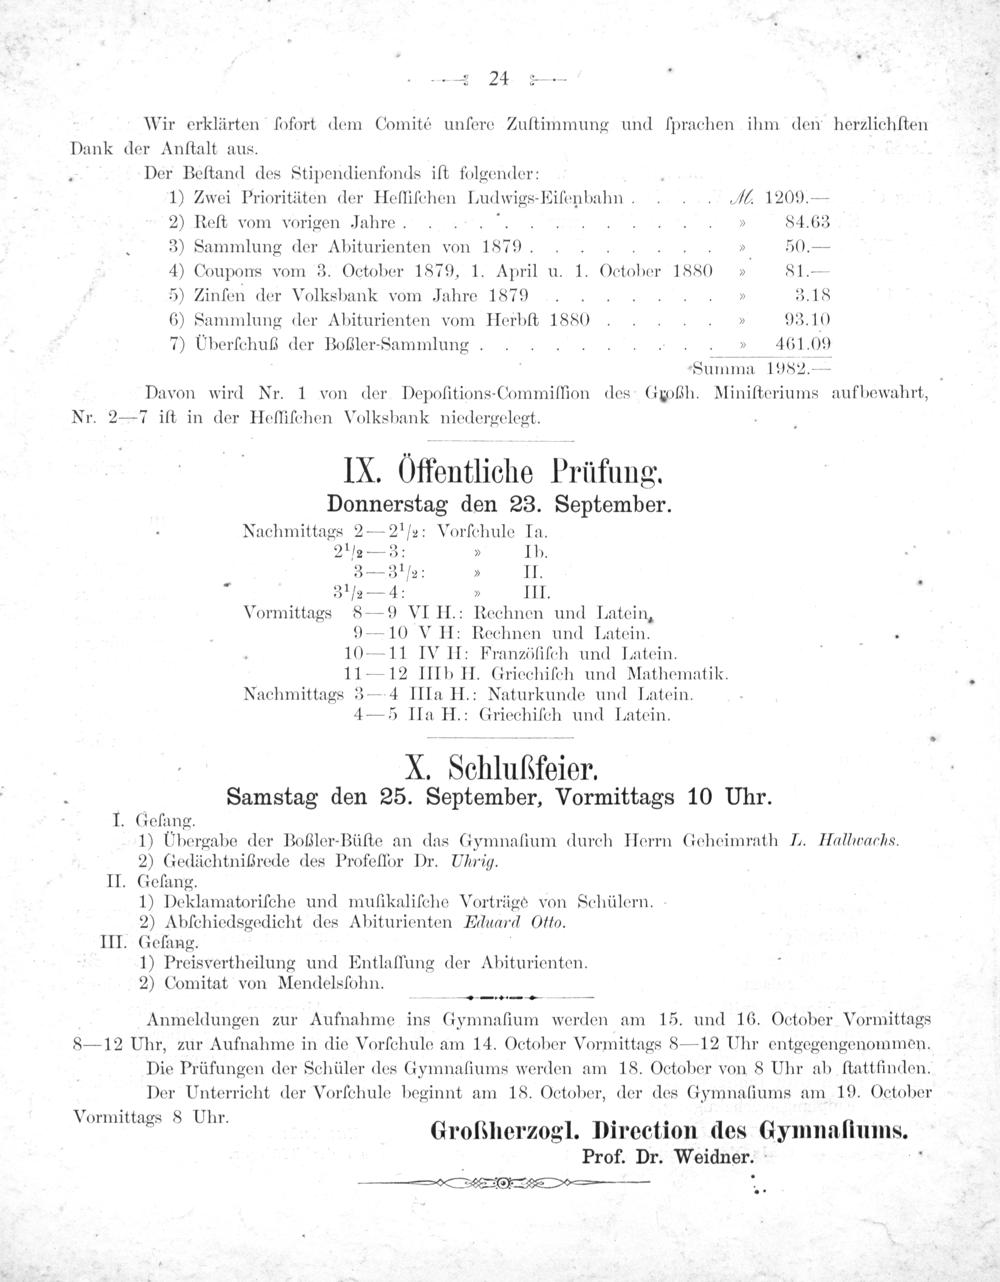 24
Wir erklärten ſofort dem Comité unſere Zuſtimmung und ſprachen ihm den herzlichſten
Dank der Anſtalt aus.
Der Beſtand des Stipendienfonds iſt folgender:
1) Zwei Prioritäten der Heſſiſchen Ludwigs-Eiſenbahn . . . . ℳ. 1209.—
2) Reſt vom vorigen Jahre . . . . . . . . . . . . . » 84.63
3) Sammlung der Abiturienten von 1879 . . . . . . . . » 50.—
4) Coupons vom 3. October 1879, 1. April u. 1. October 1880 » 81.—
5) Zinſen der Volksbank vom Jahre 1879 . . . . . . . » 3.18
6) Sammlung der Abiturienten vom Herbſt 1880 . . . . . » 93.10
7) Überſchuß der Boßler-Sammlung . . . . . . . . . . » 461.09
Summa 1982.—
Davon wird Nr. 1 von der Depoſitions-Commiſſion des Großh. Miniſteriums aufbewahrt,
Nr. 2—7 iſt in der Heſſiſchen Volksbank niedergelegt.
IX. Öffentliche Prüfung.
Donnerstag den 23. September.
Nachmittags 2—2¹/₂: Vorſchule Ia.
2¹/₂—3: » Ib.
3—3¹/₂: » II.
3¹/₂—4: » III.
Vormittags 8—9 VI H.: Rechnen und Latein.
9—10 V H: Rechnen und Latein.
10—11 IV H: Franzöſiſch und Latein.
11—12 IIIb H. Griechiſch und Mathematik.
Nachmittags 3—4 IIIa H.: Naturkunde und Latein.
4—5 IIa H.: Griechiſch und Latein.
X. Schlußfeier.
Samstag den 25. September, Vormittags 10 Uhr.
I. Geſang.
1) Übergabe der Boßler-Büſte an das Gymnaſium durch Herrn Geheimrath L. Hallwachs.
2) Gedächtnißrede des Profeſſor Dr. Uhrig.
II. Geſang.
1) Deklamatoriſche und muſikaliſche Vorträge von Schülern.
2) Abſchiedsgedicht des Abiturienten Eduard Otto.
III. Geſang.
1) Preisvertheilung und Entlaſſung der Abiturienten.
2) Comitat von Mendelsſohn.
Anmeldungen zur Aufnahme ins Gymnaſium werden am 15. und 16. October Vormittags
8—12 Uhr, zur Aufnahme in die Vorſchule am 14. October Vormittags 8—12 Uhr entgegengenommen.
Die Prüfungen der Schüler des Gymnaſiums werden am 18. October von 8 Uhr ab ſtattfinden.
Der Unterricht der Vorſchule beginnt am 18. October, der des Gymnaſiums am 19. October
Vormittags 8 Uhr.
Großherzogl. Direction des Gymnaſiums.
Prof. Dr. Weidner.